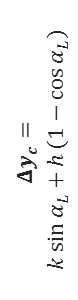 Δy_c =
k sin α_L + h (1 − cos α_L)